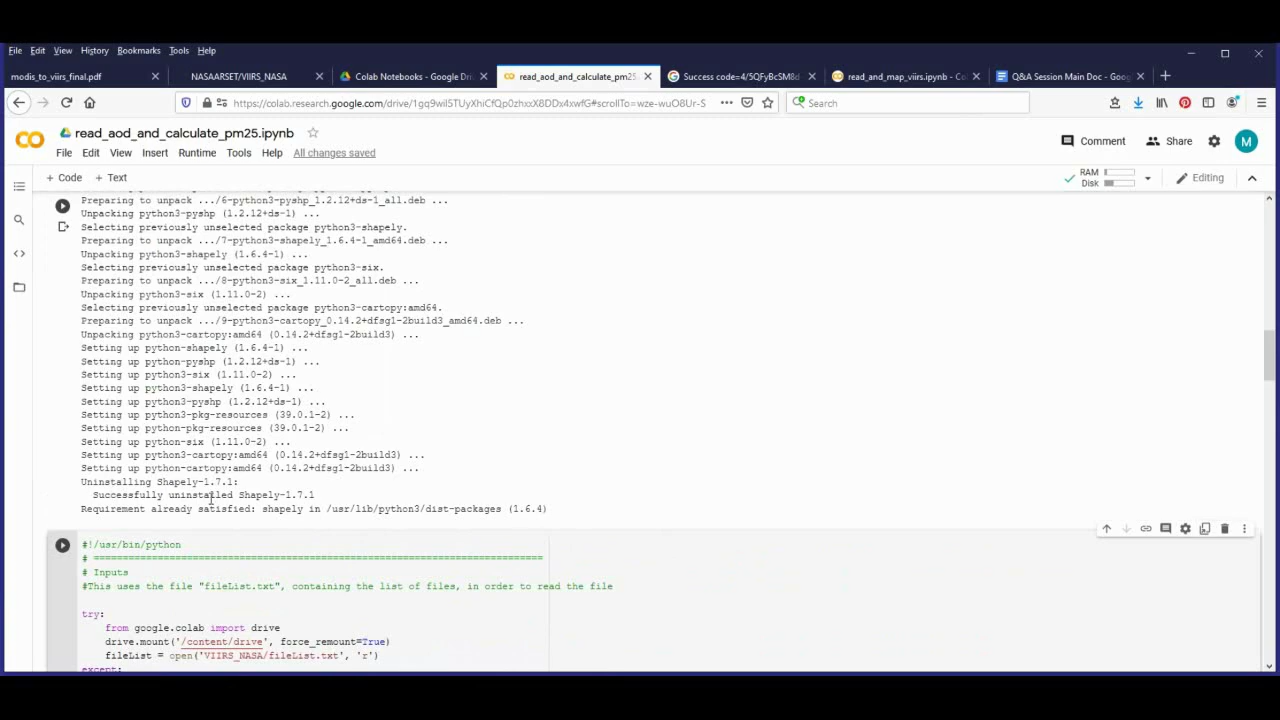 File Edit View History Bookmarks Tools Help
modis_to_viirs_final.pdf NASAARSET/VIIRS_NASA Colab Notebooks - Google Dri read_aod_and_calculate_pm25. Success code=4/5QFyBcSM8d read_and_map_viirs.ipynb - Co Q&A Session Main Doc - Googl
Search
read_aod_and_calculate_pm25.ipynb
Comment Share M
File Edit View Insert Runtime Tools Help All changes saved
+ Code + Text RAM Disk Editing
Preparing to unpack .../6-python3-pyshp_1.2.12+ds-1_all.deb ...
Unpacking python3-pyshp (1.2.12+ds-1) ...
Selecting previously unselected package python3-shapely.
Preparing to unpack .../7-python3-shapely_1.6.4-1_amd64.deb ...
Unpacking python3-shapely (1.6.4-1) ...
Selecting previously unselected package python3-six.
Preparing to unpack .../8-python3-six_1.11.0-2_all.deb ...
Unpacking python3-six (1.11.0-2) ...
Selecting previously unselected package python3-cartopy:amd64.
Preparing to unpack .../9-python3-cartopy_0.14.2+dfsg1-2build3_amd64.deb ...
Unpacking python3-cartopy:amd64 (0.14.2+dfsg1-2build3) ...
Setting up python-shapely (1.6.4-1) ...
Setting up python-pyshp (1.2.12+ds-1) ...
Setting up python3-six (1.11.0-2) ...
Setting up python3-shapely (1.6.4-1) ...
Setting up python3-pyshp (1.2.12+ds-1) ...
Setting up python3-pkg-resources (39.0.1-2) ...
Setting up python-pkg-resources (39.0.1-2) ...
Setting up python-six (1.11.0-2) ...
Setting up python3-cartopy:amd64 (0.14.2+dfsg1-2build3) ...
Setting up python-cartopy:amd64 (0.14.2+dfsg1-2build3) ...
Uninstalling Shapely-1.7.1:
Successfully uninstalled Shapely-1.7.1
Requirement already satisfied: shapely in /usr/lib/python3/dist-packages (1.6.4)
#!/usr/bin/python
# ======================================================================
# Inputs
#This uses the file "fileList.txt", containing the list of files, in order to read the file
try:
from google.colab import drive
drive.mount('/content/drive', force_remount=True)
fileList = open('VIIRS_NASA/fileList.txt', 'r')
except: